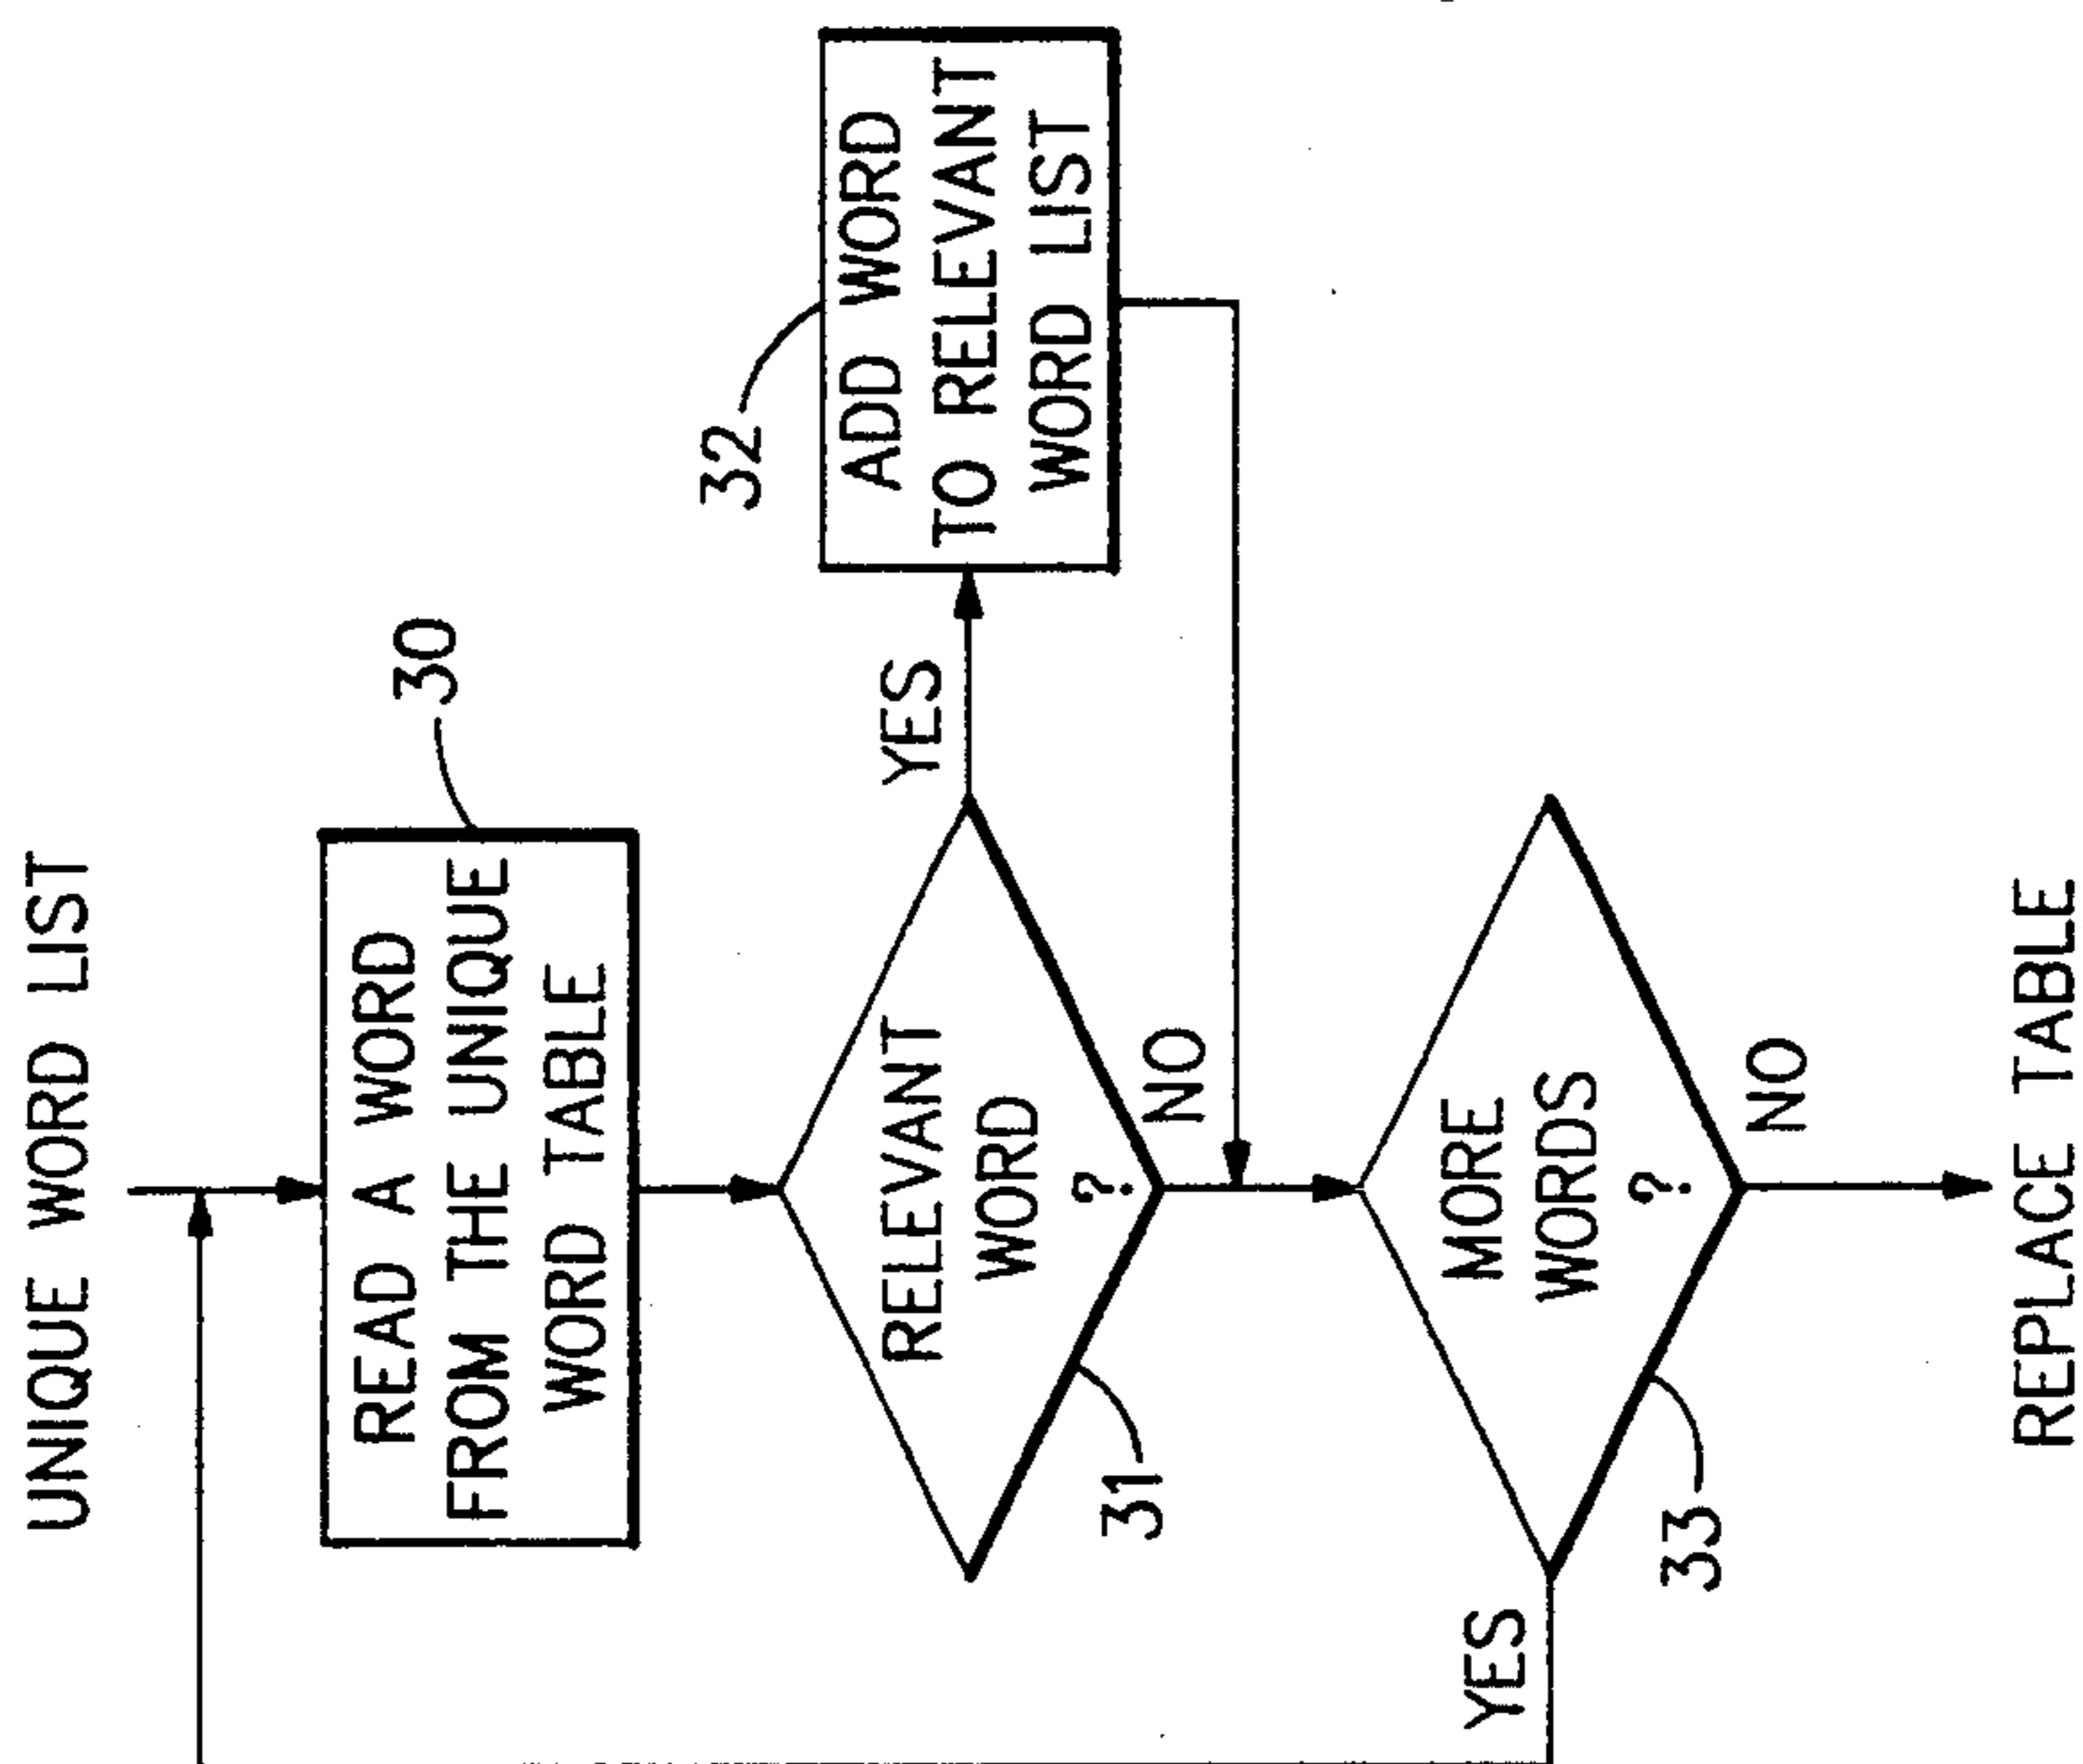 UNIQUE WORD LIST
READ A WORD
FROM THE UNIQUE
WORD TABLE
30
RELEVANT
WORD
?
31
YES
NO
32
ADD WORD
TO RELEVANT
WORD LIST
MORE
WORDS
?
33
YES
NO
REPLACE TABLE